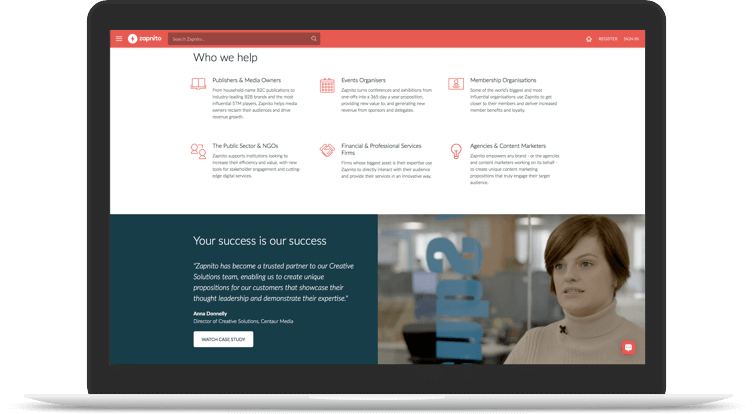 zapnito
Search Zapnito...
REGISTER
SIGN IN
Who we help
Publishers & Media Owners
From household-name B2C publications to
industry-leading B2B brands and the most
influential STM players, Zapnito helps media
owners reclaim their audiences and drive
revenue growth.
Events Organisers
Zapnito turns conferences and exhibitions from
one-offs into a 365-day a year proposition,
providing new value to, and generating new
revenue from sponsors and delegates.
Membership Organisations
Some of the world's biggest and most
influential organisations use Zapnito to get
closer to their members and deliver increased
member benefits and loyalty.
The Public Sector & NGOs
Zapnito supports institutions looking to
increase their efficiency and value, with new
tools for stakeholder engagement and cutting-
edge digital services.
Financial & Professional Services
Firms
Firms whose biggest asset is their expertise use
Zapnito to directly interact with their audience
and provide their services in an innovative way.
Agencies & Content Marketers
Zapnito empowers any brand - or the agencies
and content marketers working on its behalf -
to create unique content marketing
propositions that truly engage their target
audience.
Your success is our success
"Zapnito has become a trusted partner to our Creative
Solutions team, enabling us to create unique
propositions for our customers that showcase their
thought leadership and demonstrate their expertise."
Anna Donnelly
Director of Creative Solutions, Centaur Media
WATCH CASE STUDY